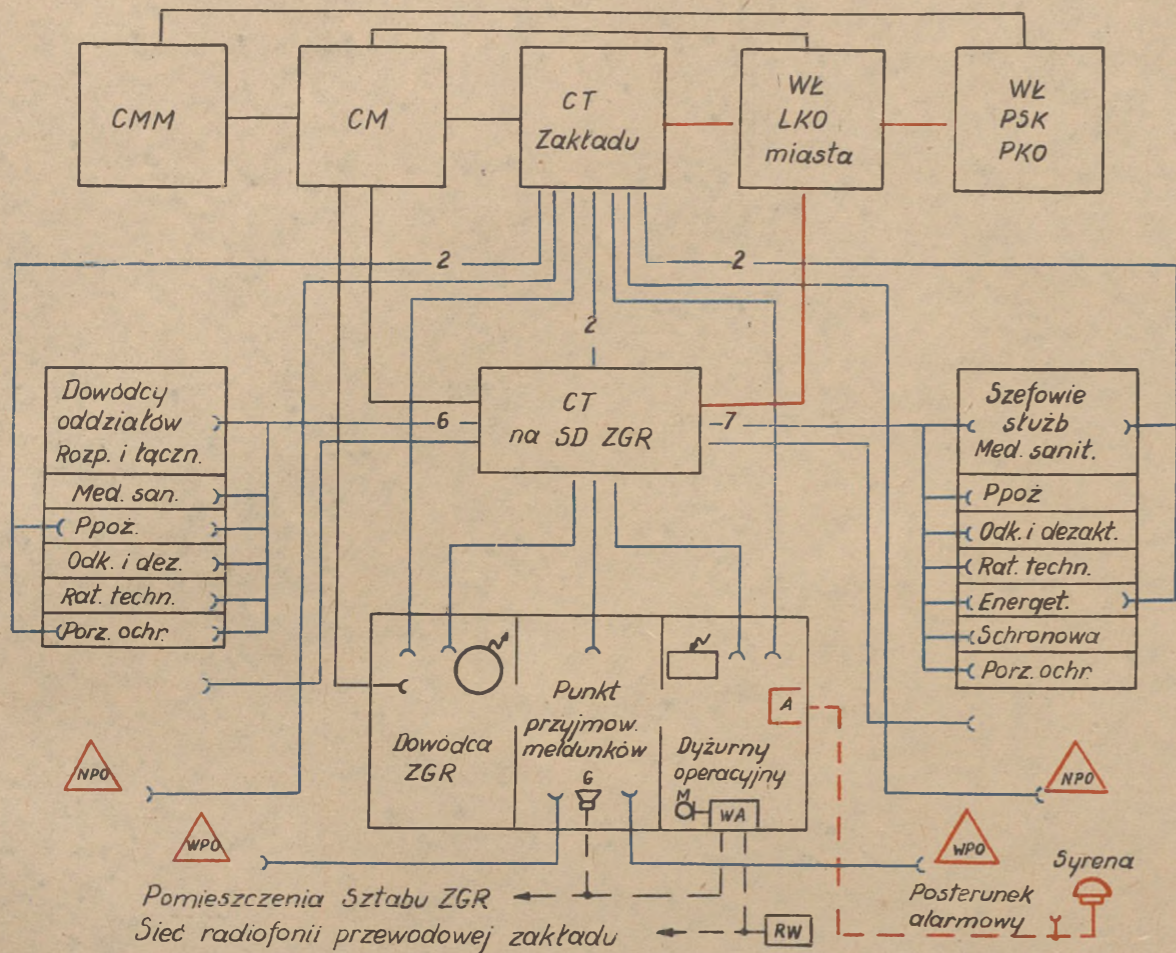 CMM
CM
CT
Zakładu
WŁ
LKO
miasta
WŁ
PSK
PKO
2
2
2
Dowódcy
oddziałów
Rozp. i łączn.
Med. san.
Ppoż.
Odk. i dez.
Rat. techn.
Porz. ochr.
6
CT
na SD ZGR
7
Szefowie
służb
Med. sanit.
Ppoż
Odk. i dezakt.
Rat. techn.
Energet.
Schronowa
Porz. ochr.
Dowódca
ZGR
Punkt
przyjmow.
meldunków
G
A
Dyżurny
operacyjny
M
WA
NPO
WPO
NPO
WPO
Syrena
Posterunek
alarmowy
Pomieszczenia Sztabu ZGR
Sieć radiofonii przewodowej zakładu
RW